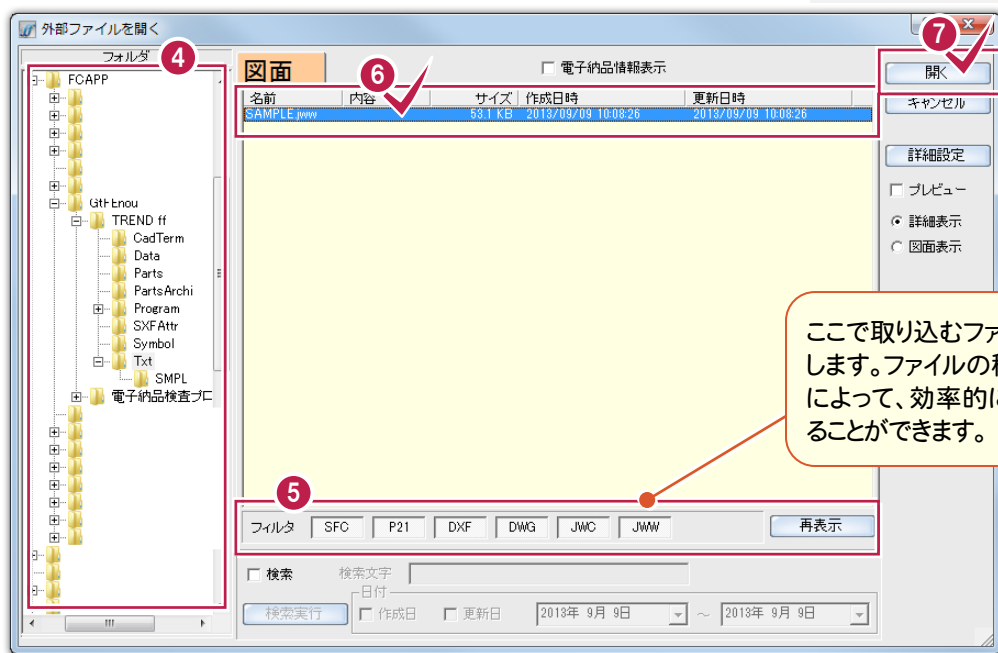 外部ファイルを開く
7
フォルダ
4
FCAPP
GtFEnou
TREND ff
CadTerm
Data
Parts
PartsArchi
Program
SXFAttr
Symbol
Txt
SMPL
電子納品検査プロ
図面
6
電子納品情報表示
名前 内容 サイズ 作成日時 更新日時
SAMPLE.jww 53.1 KB 2013/09/09 10:08:26 2013/09/09 10:08:26
開く
キャンセル
詳細設定
プレビュー
詳細表示
図面表示
ここで取り込むファ
します。ファイルの種
によって、効率的に
ることができます。
5
フィルタ SFC P21 DXF DWG JWC JWW 再表示
検索 検索文字
日付
検索実行 作成日 更新日 2013年 9月 9日 ～ 2013年 9月 9日